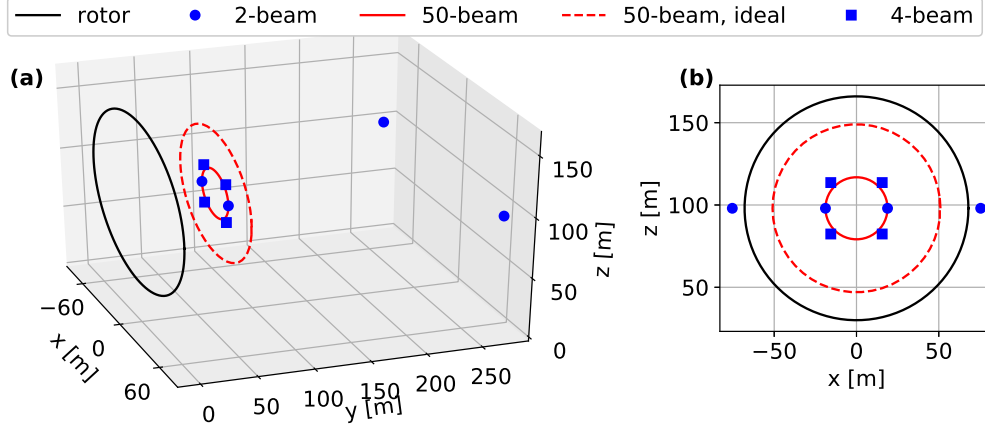 rotor 2-beam 50-beam 50-beam, ideal 4-beam
(a)
150
100
50
0
z [m]
−60
0
60
x [m]
0 50 100 150 200 250
y [m]
(b)
150
100
50
z [m]
−50 0 50
x [m]